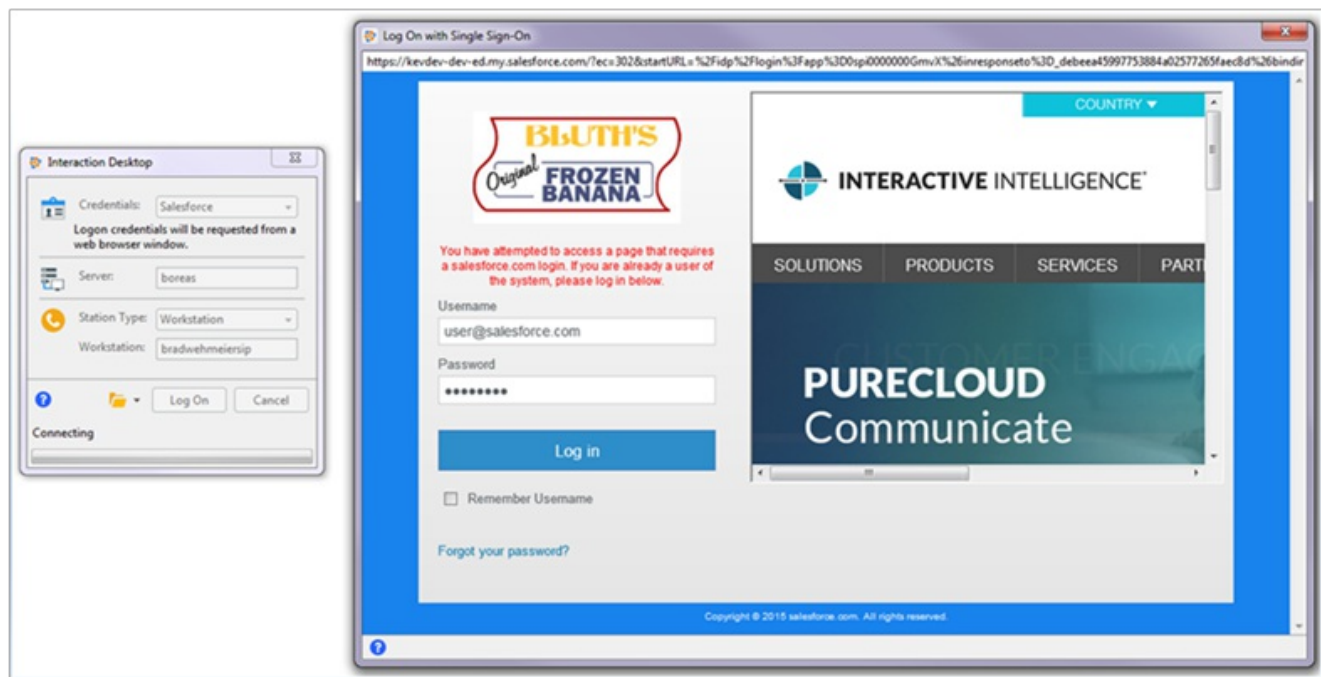 Interaction Desktop
Credentials: Salesforce
Logon credentials will be requested from a
web browser window.
Server: boreas
Station Type: Workstation
Workstation: bradwehmeiersip
Log On Cancel
Connecting
Log On with Single Sign-On
https://kevdev-dev-ed.my.salesforce.com/?ec=302&startURL=%2Fidp%2Flogin%3Fapp%3D0spi0000000GmvX%26inresponseto%3D_debeea45997753884a02577265faec8d%26bindir
BLUTH'S
Original FROZEN
BANANA
You have attempted to access a page that requires
a salesforce.com login. If you are already a user of
the system, please log in below.
Username
user@salesforce.com
Password
Log in
Remember Username
Forgot your password?
COUNTRY
INTERACTIVE INTELLIGENCE
SOLUTIONS PRODUCTS SERVICES PART
CUSTOMER ENGAG
PURECLOUD
Communicate
Copyright © 2015 salesforce.com. All rights reserved.